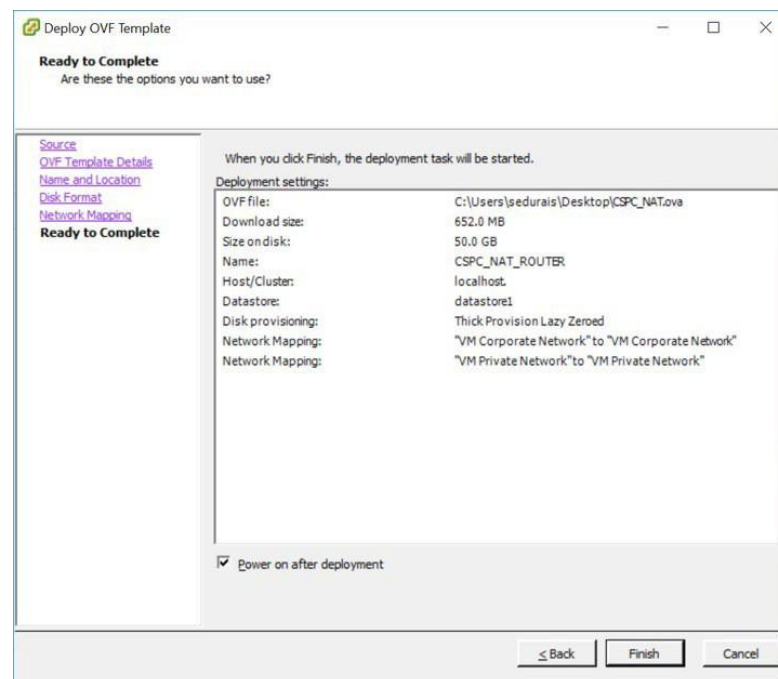 Deploy OVF Template
Ready to Complete
Are these the options you want to use?
Source
OVF Template Details
Name and Location
Disk Format
Network Mapping
Ready to Complete
When you click Finish, the deployment task will be started.
Deployment settings:
OVF file: C:\Users\sedurais\Desktop\CSPC_NAT.ova
Download size: 652.0 MB
Size on disk: 50.0 GB
Name: CSPC_NAT_ROUTER
Host/Cluster: localhost.
Datastore: datastore1
Disk provisioning: Thick Provision Lazy Zeroed
Network Mapping: "VM Corporate Network" to "VM Corporate Network"
Network Mapping: "VM Private Network" to "VM Private Network"
Power on after deployment
< Back Finish Cancel